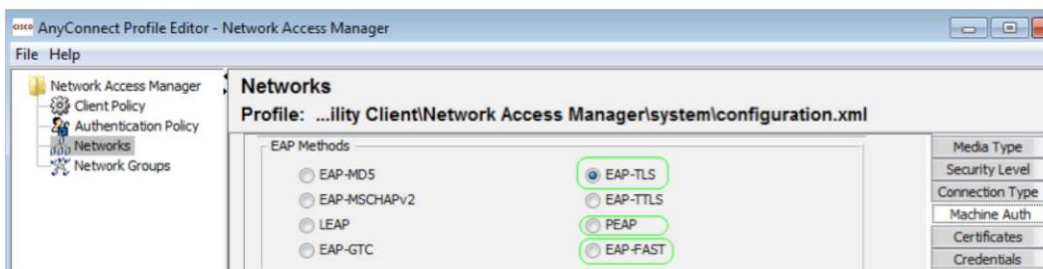 cisco AnyConnect Profile Editor - Network Access Manager
File Help
Network Access Manager
Client Policy
Authentication Policy
Networks
Network Groups
Networks
Profile: ...ility Client\Network Access Manager\system\configuration.xml
EAP Methods
EAP-MD5
EAP-TLS
EAP-MSCHAPv2
EAP-TTLS
LEAP
PEAP
EAP-GTC
EAP-FAST
Media Type
Security Level
Connection Type
Machine Auth
Certificates
Credentials